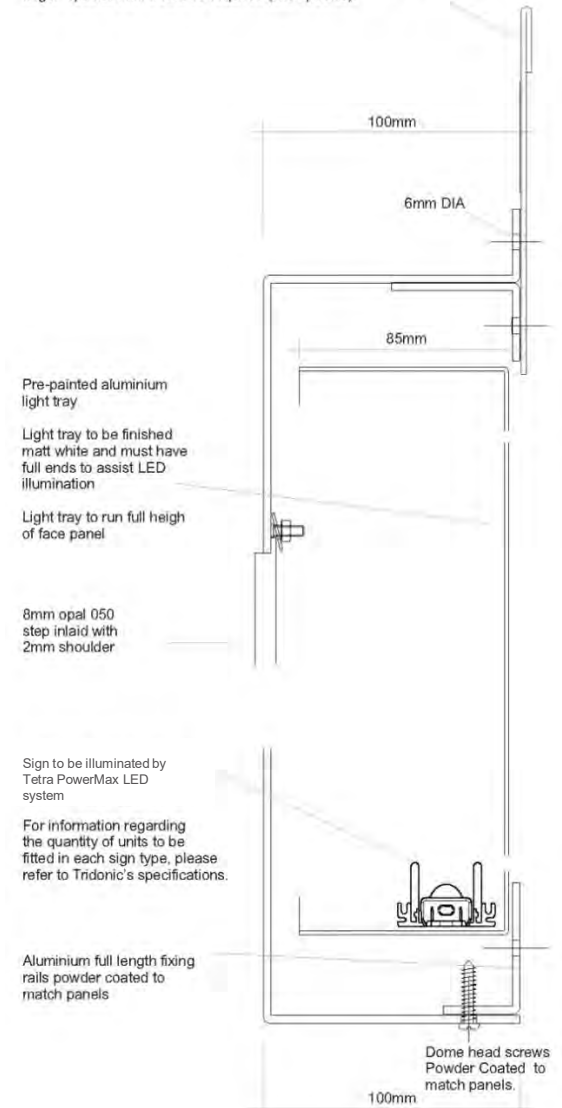 100mm
6mm DIA
85mm
Pre-painted aluminium
light tray
Light tray to be finished
matt white and must have
full ends to assist LED
illumination
Light tray to run full heigh
of face panel
8mm opal 050
step inlaid with
2mm shoulder
Sign to be illuminated by
Tetra PowerMax LED
system
For information regarding
the quantity of units to be
fitted in each sign type, please
refer to Tridonic's specifications.
Aluminium full length fixing
rails powder coated to
match panels
Dome head screws
Powder Coated to
match panels.
100mm